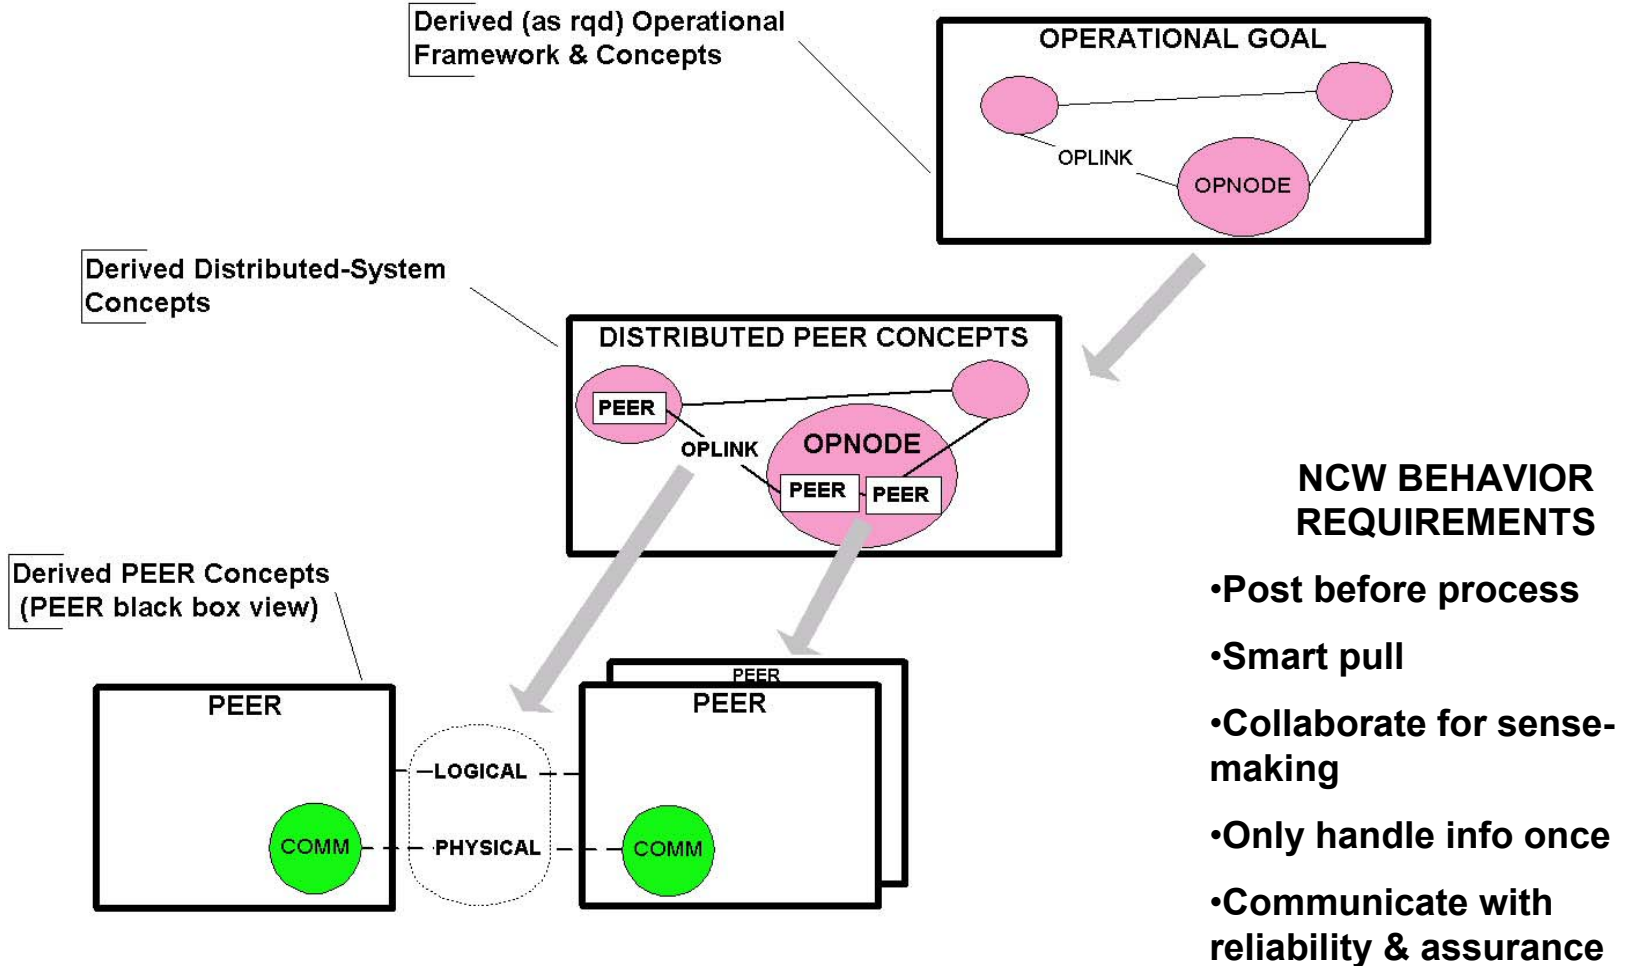 Derived (as rqd) Operational
Framework & Concepts
OPERATIONAL GOAL
OPLINK
OPNODE
Derived Distributed-System
Concepts
DISTRIBUTED PEER CONCEPTS
PEER
OPLINK
OPNODE
PEER
PEER
Derived PEER Concepts
(PEER black box view)
PEER
PEER
PEER
LOGICAL
COMM
PHYSICAL
COMM
NCW BEHAVIOR
REQUIREMENTS
•Post before process
•Smart pull
•Collaborate for sense-
making
•Only handle info once
•Communicate with
reliability & assurance